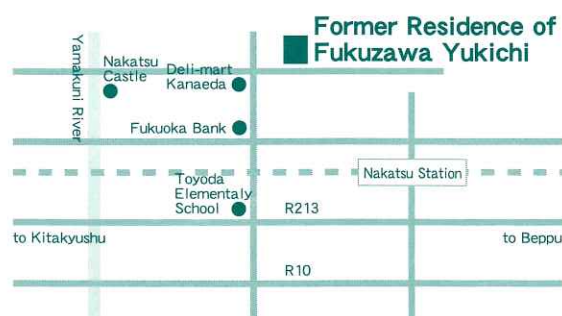 Former Residence of
Fukuzawa Yukichi
Yamakuni River
Nakatsu
Castle
Deli-mart
Kanaeda
Fukuoka Bank
Nakatsu Station
Toyoda
Elementaly
School
R213
to Kitakyushu
to Beppu
R10